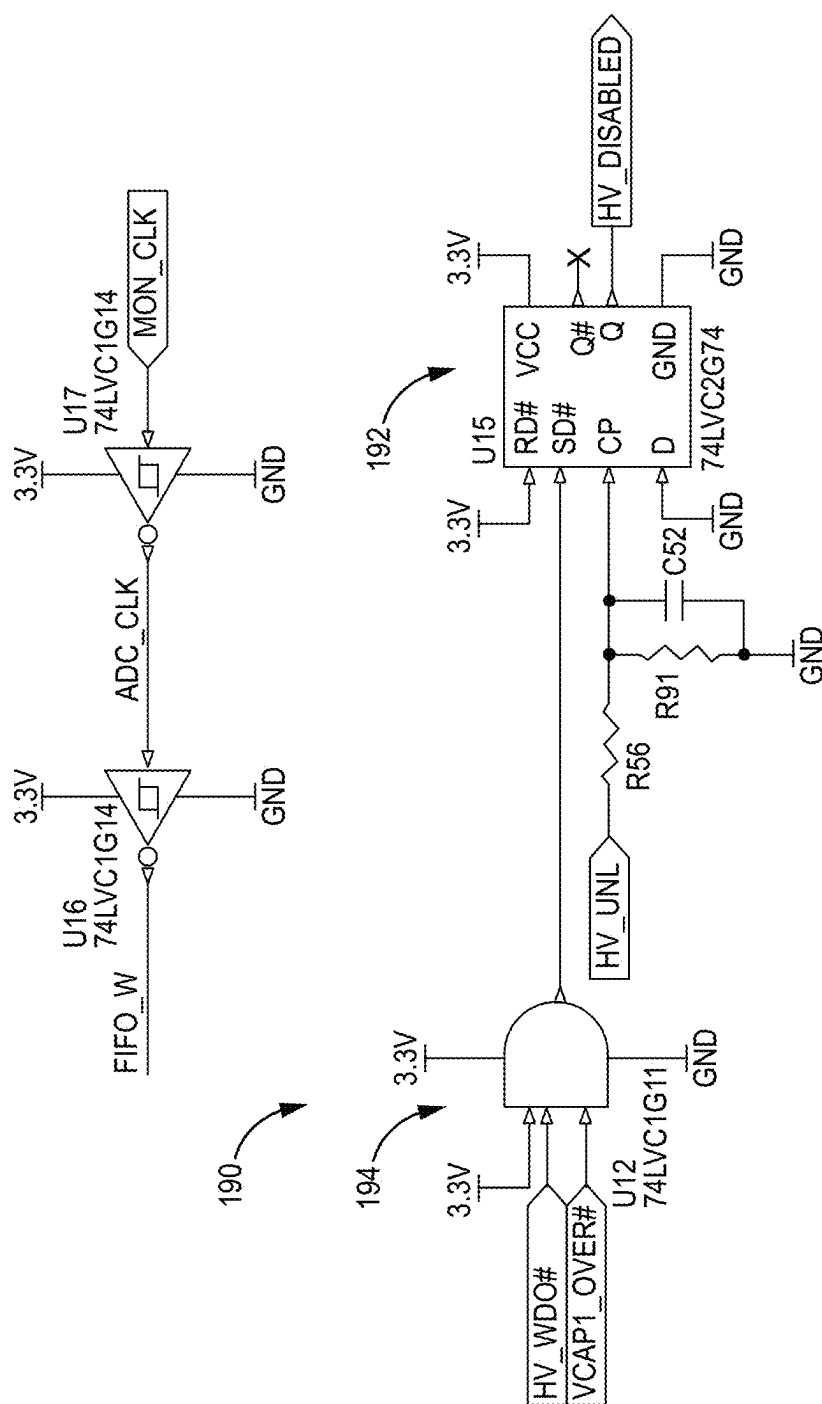 3.3V
U17
74LVC1G14
MON_CLK
GND
ADC_CLK
3.3V
U16
74LVC1G14
GND
FIFO_W
190
194
192
3.3V
3.3V
HV_WDO#
VCAP1_OVER#
U12
74LVC1G11
GND
HV_UNL
R56
R91
C52
GND
3.3V
U15
RD#
SD#
CP
D
VCC
Q#
Q
GND
74LVC2G74
3.3V
X
HV_DISABLED
GND
GND